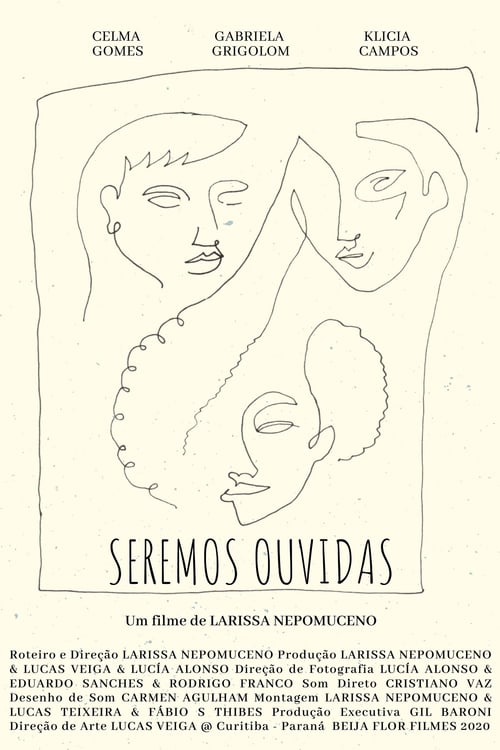 CELMA GOMES
GABRIELA GRIGOLOM
KLICIA CAMPOS
SEREMOS OUVIDAS
Um filme de LARISSA NEPOMUCENO
Roteiro e Direção LARISSA NEPOMUCENO Produção LARISSA NEPOMUCENO
& LUCAS VEIGA & LUCÍA ALONSO Direção de Fotografia LUCÍA ALONSO &
EDUARDO SANCHES & RODRIGO FRANCO Som Direto CRISTIANO VAZ
Desenho de Som CARMEN AGULHAM Montagem LARISSA NEPOMUCENO &
LUCAS TEIXEIRA & FÁBIO S THIBES Produção Executiva GIL BARONI
Direção de Arte LUCAS VEIGA @ Curitiba - Paraná BEIJA FLOR FILMES 2020